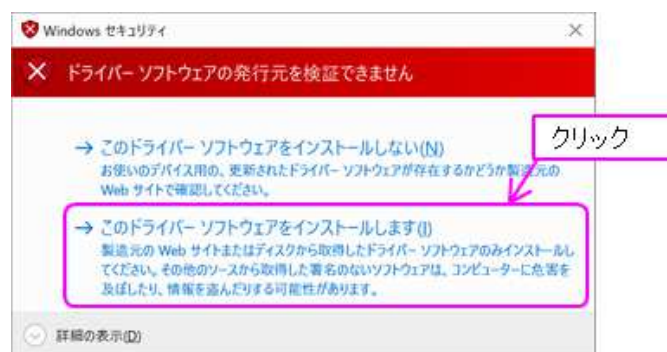 Windows セキュリティ
ドライバー ソフトウェアの発行元を検証できません
クリック
→ このドライバー ソフトウェアをインストールしない(N)
お使いのデバイス用の、更新されたドライバー ソフトウェアが存在するかどうか製造元の
Web サイトで確認してください。
→ このドライバー ソフトウェアをインストールします(I)
製造元の Web サイトまたはディスクから取得したドライバー ソフトウェアのみインストールし
てください。その他のソースから取得した署名のないソフトウェアは、コンピューターに危害を
及ぼしたり、情報を盗んだりする可能性があります。
詳細の表示(D)